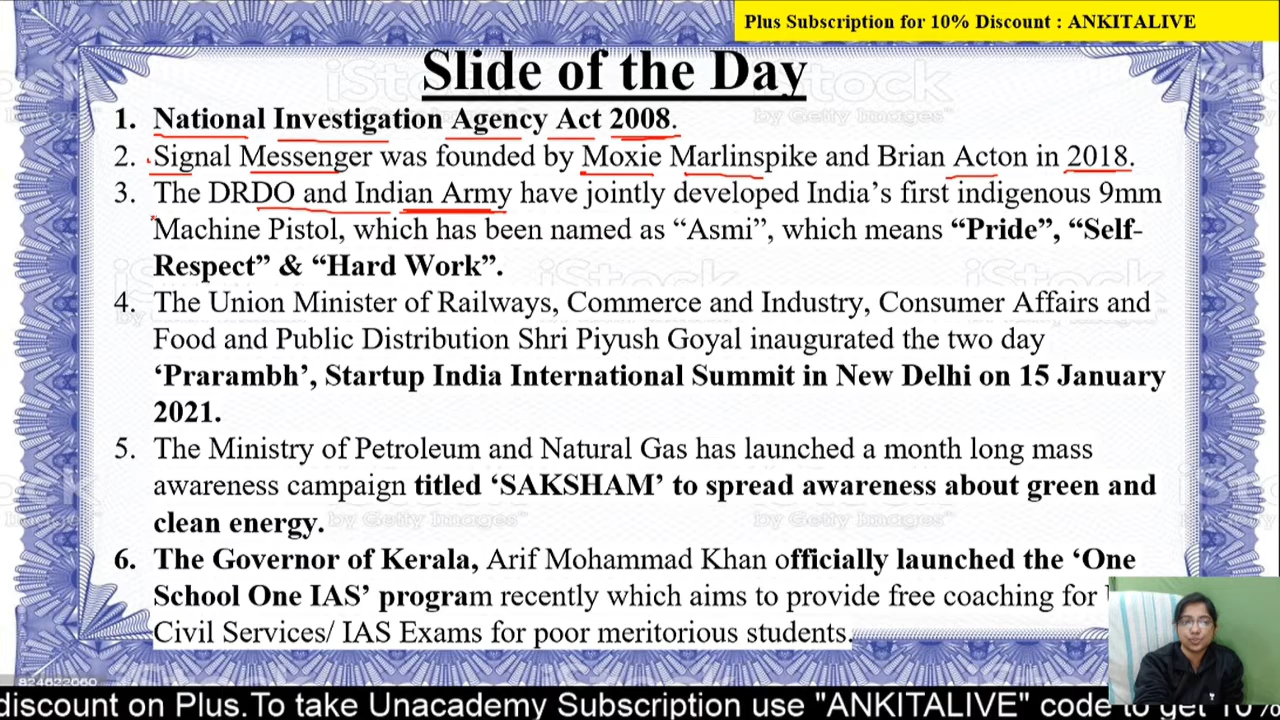 Plus Subscription for 10% Discount : ANKITALIVE
Slide of the Day
1. National Investigation Agency Act 2008.
2. Signal Messenger was founded by Moxie Marlinspike and Brian Acton in 2018.
3. The DRDO and Indian Army have jointly developed India’s first indigenous 9mm
Machine Pistol, which has been named as “Asmi”, which means “Pride”, “Self-
Respect” & “Hard Work”.
4. The Union Minister of Railways, Commerce and Industry, Consumer Affairs and
Food and Public Distribution Shri Piyush Goyal inaugurated the two day
‘Prarambh’, Startup India International Summit in New Delhi on 15 January
2021.
5. The Ministry of Petroleum and Natural Gas has launched a month long mass
awareness campaign titled ‘SAKSHAM’ to spread awareness about green and
clean energy.
6. The Governor of Kerala, Arif Mohammad Khan officially launched the ‘One
School One IAS’ program recently which aims to provide free coaching for
Civil Services/ IAS Exams for poor meritorious students.
824622060
discount on Plus.To take Unacademy Subscription use "ANKITALIVE" code to get 10%